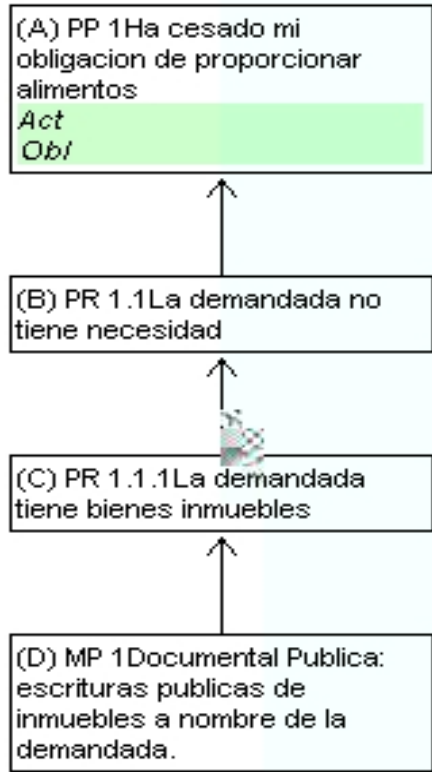 (A) PP 1Ha cesado mi
obligacion de proporcionar
alimentos
Act
Obl
(B) PR 1.1La demandada no
tiene necesidad
(C) PR 1.1.1La demandada
tiene bienes inmuebles
(D) MP 1Documental Publica:
escrituras publicas de
inmuebles a nombre de la
demandada.